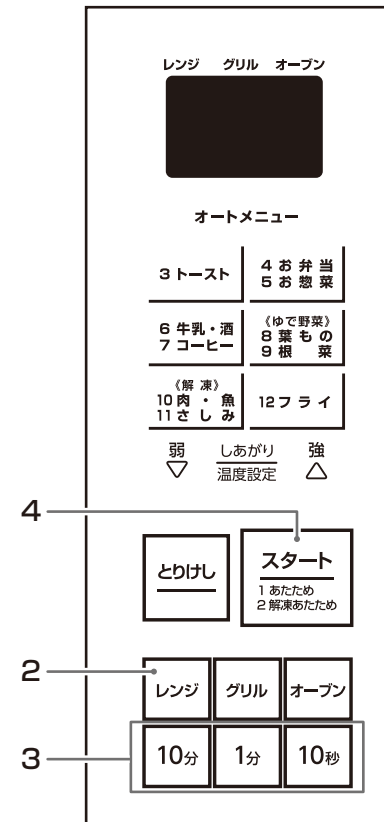 レンジ グリル オーブン
オートメニュー
3 トースト
4 お弁当
5 お惣菜
6 牛乳・酒
7 コーヒー
《ゆで野菜》
8 葉もの
9 根菜
《解凍》
10 肉・魚
11 さしみ
12 フライ
弱 しあがり 強
▽ 温度設定 △
4
とりけし
スタート
1 あたため
2 解凍あたため
2
レンジ グリル オーブン
3
10分 1分 10秒